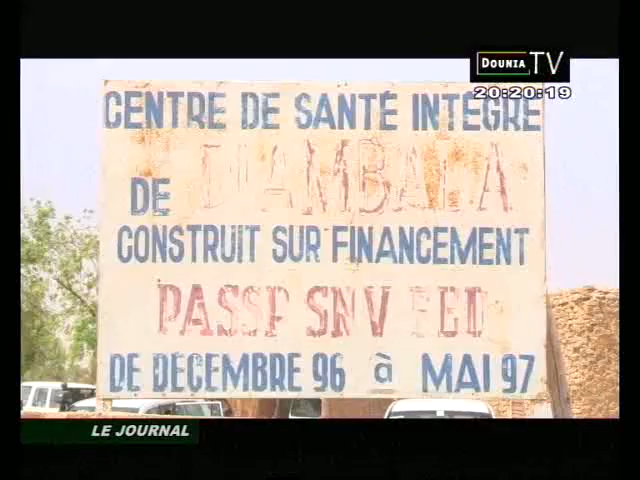 DOUNIA TV
20:20:19
CENTRE DE SANTÉ INTÉGRÉ
DE DIAMBALA
CONSTRUIT SUR FINANCEMENT
PASSP SNV
DE DECEMBRE 96 à MAI 97
LE JOURNAL